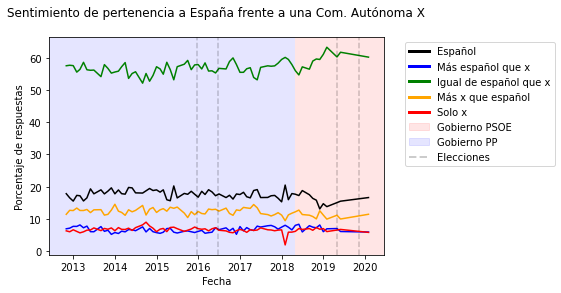 Sentimiento de pertenencia a España frente a una Com. Autónoma X
Porcentaje de respuestas
60
50
40
30
20
10
0
2013
2014
2015
2016
2017
2018
2019
2020
Fecha
Español
Más español que x
Igual de español que x
Más x que español
Solo x
Gobierno PSOE
Gobierno PP
Elecciones